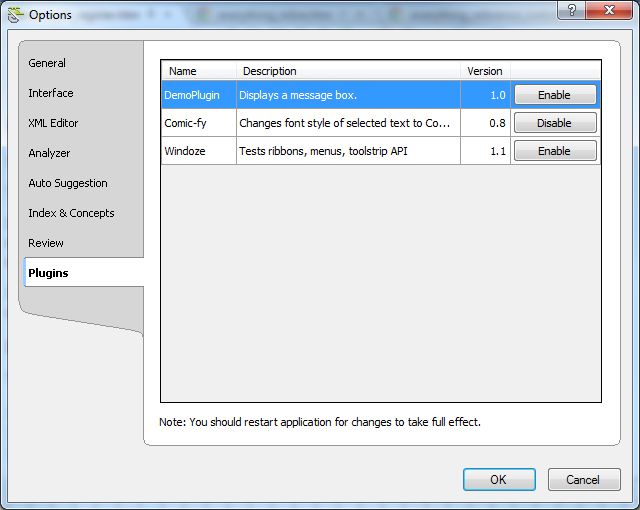 Options
General
Interface
XML Editor
Analyzer
Auto Suggestion
Index & Concepts
Review
Plugins
Name Description Version
DemoPlugin Displays a message box. 1.0 Enable
Comic-fy Changes font style of selected text to Co... 0.8 Disable
Windoze Tests ribbons, menus, toolstrip API 1.1 Enable
Note: You should restart application for changes to take full effect.
OK Cancel